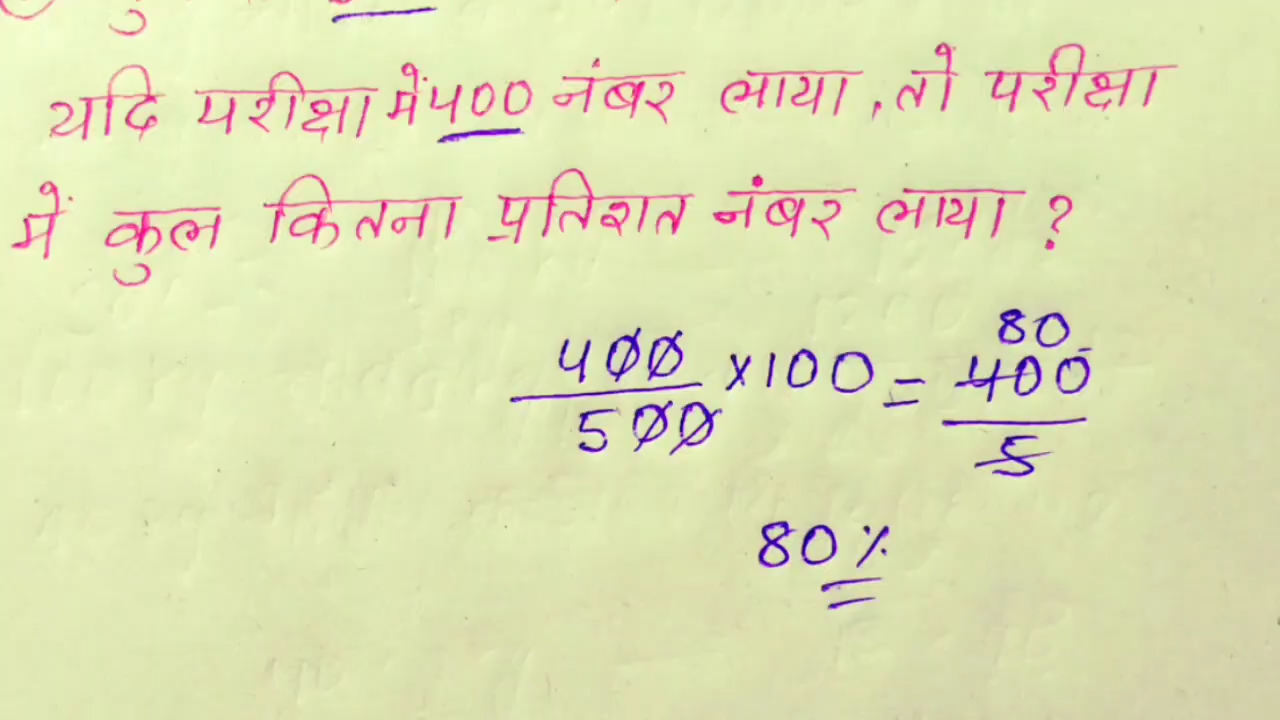 यदि परीक्षा में 400 नंबर लाया, तो परीक्षा
में कुल कितना प्रतिशत नंबर लाया ?
400/500 ×100 = 400/5 80
80%